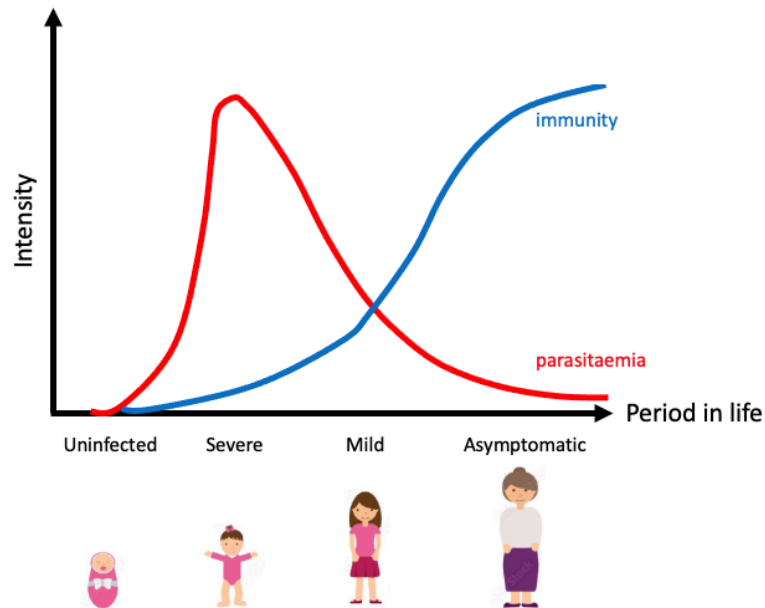 Intensity
immunity
parasitaemia
Period in life
Uninfected Severe Mild Asymptomatic